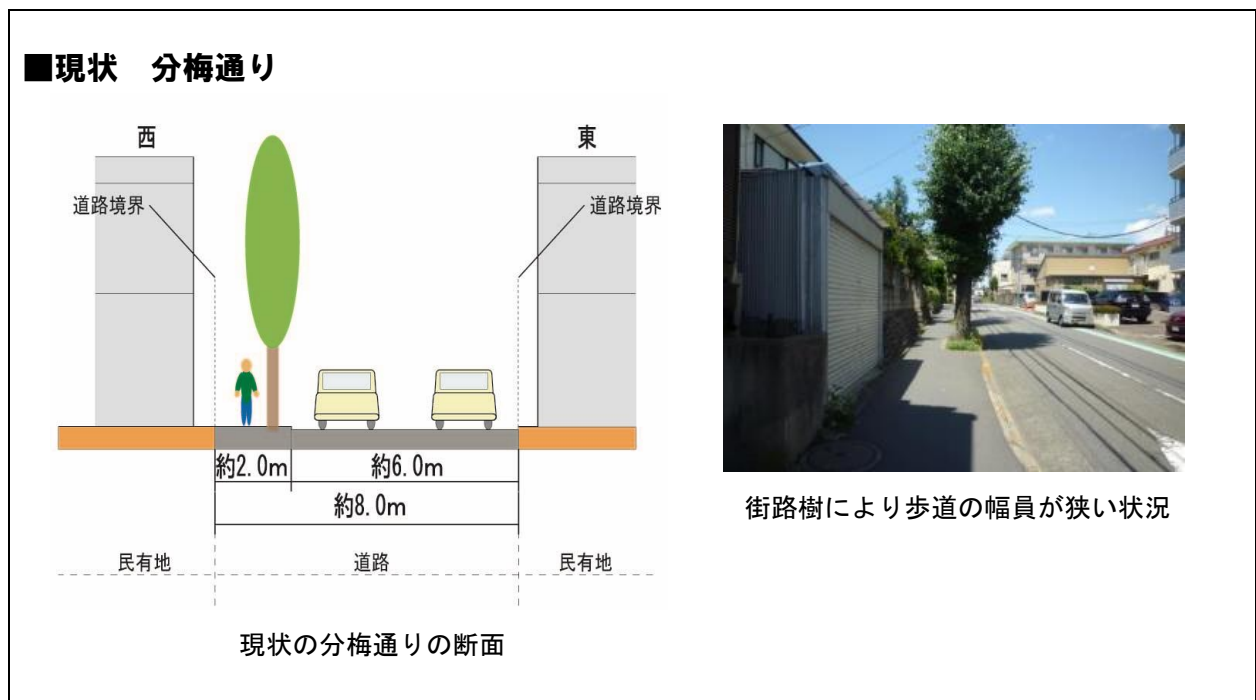 ■現状　分梅通り
西
東
道路境界
道路境界
約2.0m
約6.0m
約8.0m
民有地
道路
民有地
現状の分梅通りの断面
街路樹により歩道の幅員が狭い状況